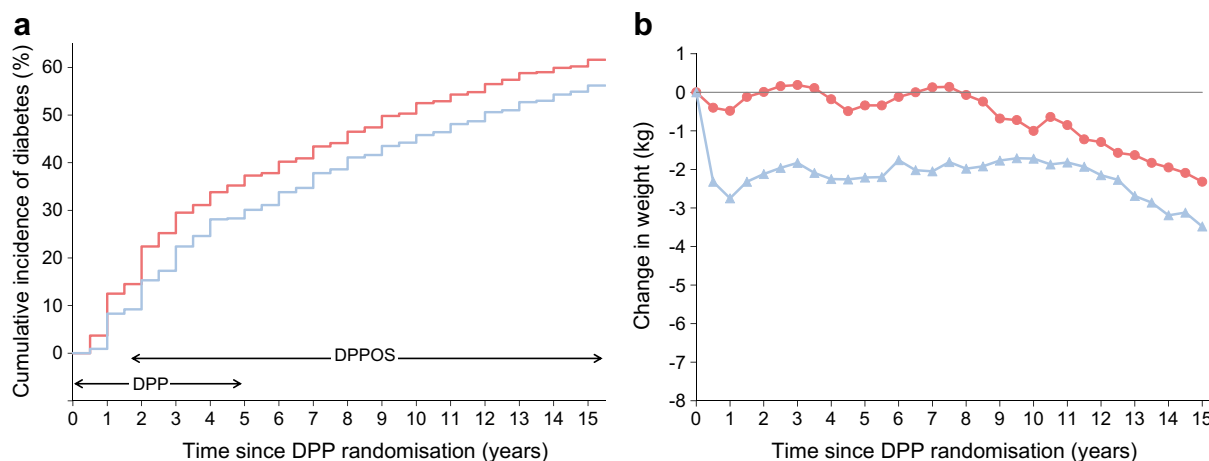 a
Cumulative incidence of diabetes (%)
60
50
40
30
20
10
0
DPPOS
DPP
0 1 2 3 4 5 6 7 8 9 10 11 12 13 14 15
Time since DPP randomisation (years)
b
Change in weight (kg)
1
0
-1
-2
-3
-4
-5
-6
-7
-8
0 1 2 3 4 5 6 7 8 9 10 11 12 13 14 15
Time since DPP randomisation (years)